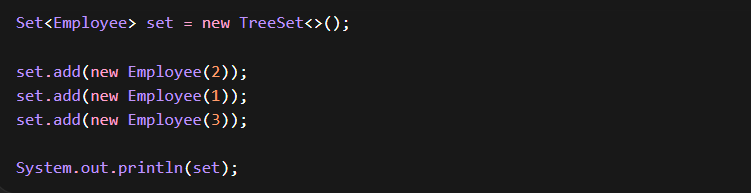 Set<Employee> set = new TreeSet<>();
set.add(new Employee(2));
set.add(new Employee(1));
set.add(new Employee(3));
System.out.println(set);